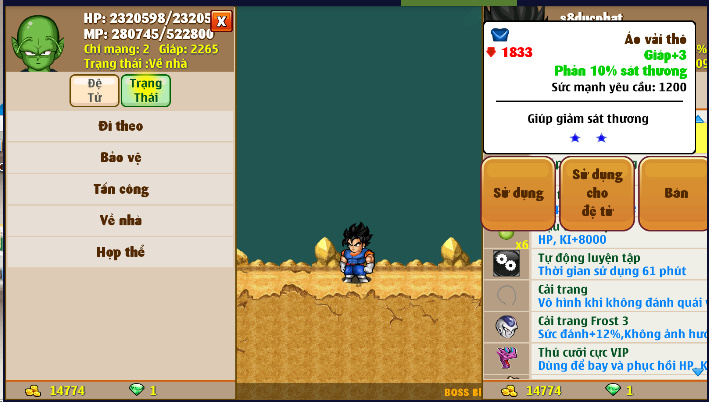 HP: 2320598/23205
MP: 280745/522800
Chí mạng: 2 Giáp: 2265
Trạng thái :Về nhà
X
Đệ Tử
Trạng Thái
Đi theo
Bảo vệ
Tấn công
Về nhà
Hợp thể
14774
1
BOSS
s8ducphat
1833
Áo vải thô
Giáp+3
Phản 10% sát thương
Sức mạnh yêu cầu: 1200
Giúp giảm sát thương
Sử dụng
Sử dụng
cho
đệ tử
Bán
x6
HP, KI+8000
Tự động luyện tập
Thời gian sử dụng 61 phút
Cải trang
Vô hình khi không đánh quái
Cải trang Frost 3
Sức đánh+12%,Không ảnh hư
Thú cưỡi cực VIP
Dùng để bay và phục hồi HP, K
14774
1